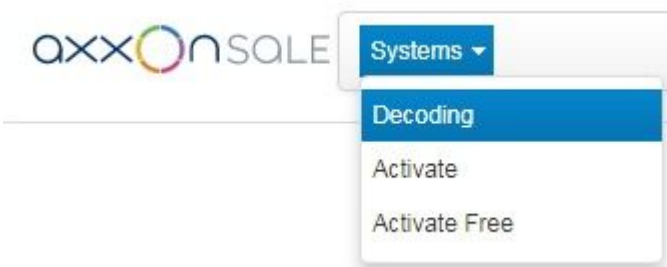 axxonsale Systems
Decoding
Activate
Activate Free